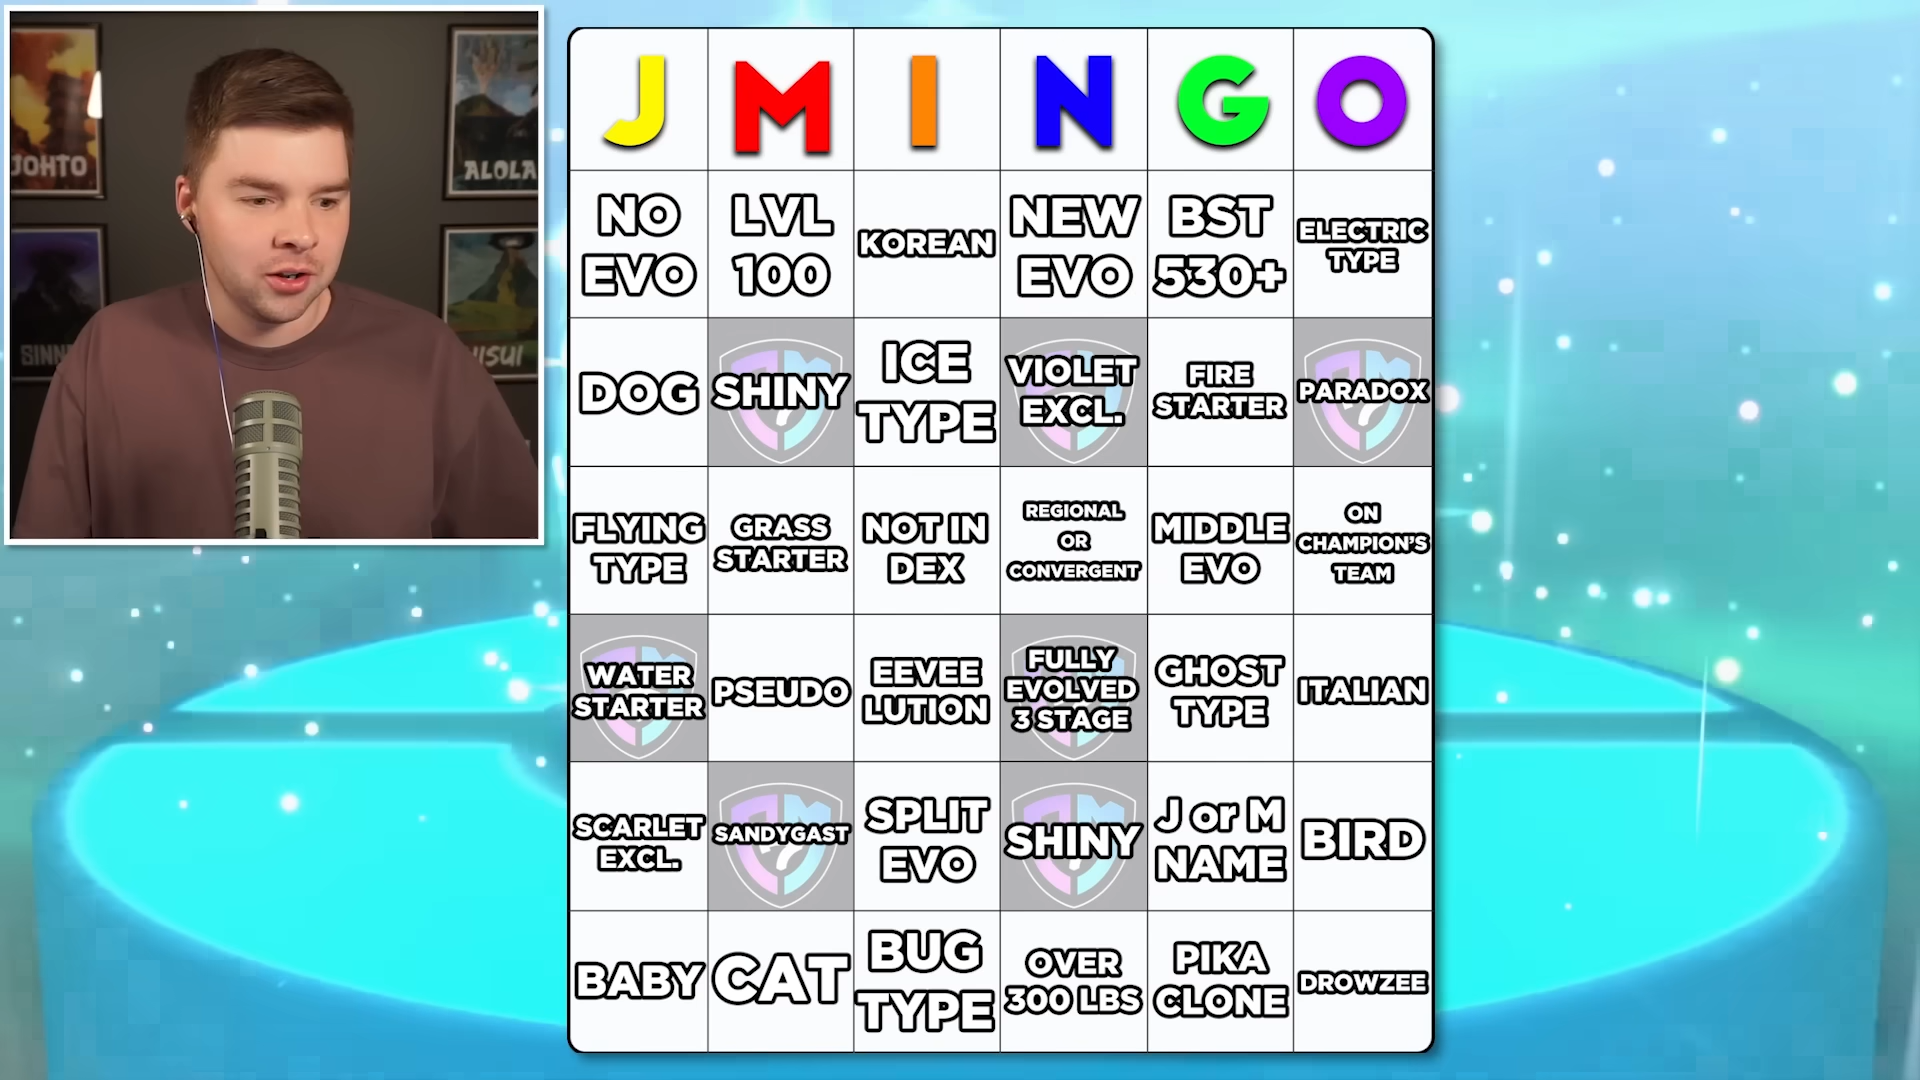 JOHTO
ALOLA
SINN
HISUI
J M I N G O
NO
EVO
LVL
100
KOREAN
NEW
EVO
BST
530+
ELECTRIC
TYPE
DOG
SHINY
ICE
TYPE
VIOLET
EXCL.
FIRE
STARTER
PARADOX
FLYING
TYPE
GRASS
STARTER
NOT IN
DEX
REGIONAL
OR
CONVERGENT
MIDDLE
EVO
ON
CHAMPION'S
TEAM
WATER
STARTER
PSEUDO
EEVEE
LUTION
FULLY
EVOLVED
3 STAGE
GHOST
TYPE
ITALIAN
SCARLET
EXCL.
SANDYGAST
SPLIT
EVO
SHINY
J or M
NAME
BIRD
BABY
CAT
BUG
TYPE
OVER
300 LBS
PIKA
CLONE
DROWZEE